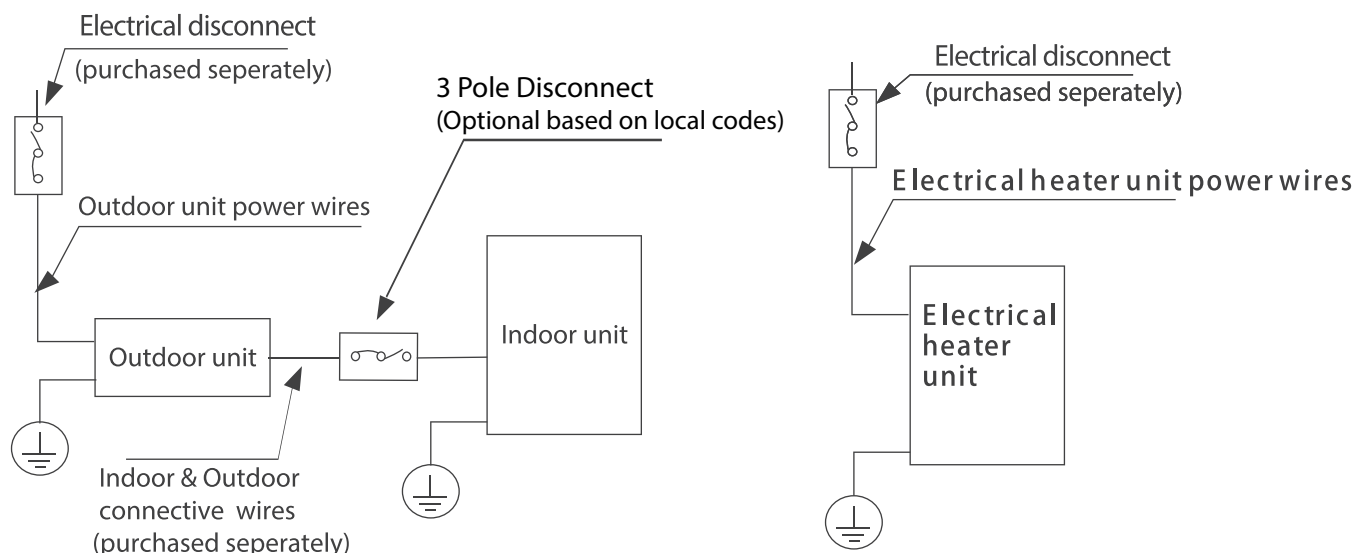 Electrical disconnect
(purchased seperately)
3 Pole Disconnect
(Optional based on local codes)
Outdoor unit power wires
Outdoor unit
Indoor unit
Indoor & Outdoor
connective wires
(purchased seperately)
Electrical disconnect
(purchased seperately)
Electrical heater unit power wires
Electrical
heater
unit